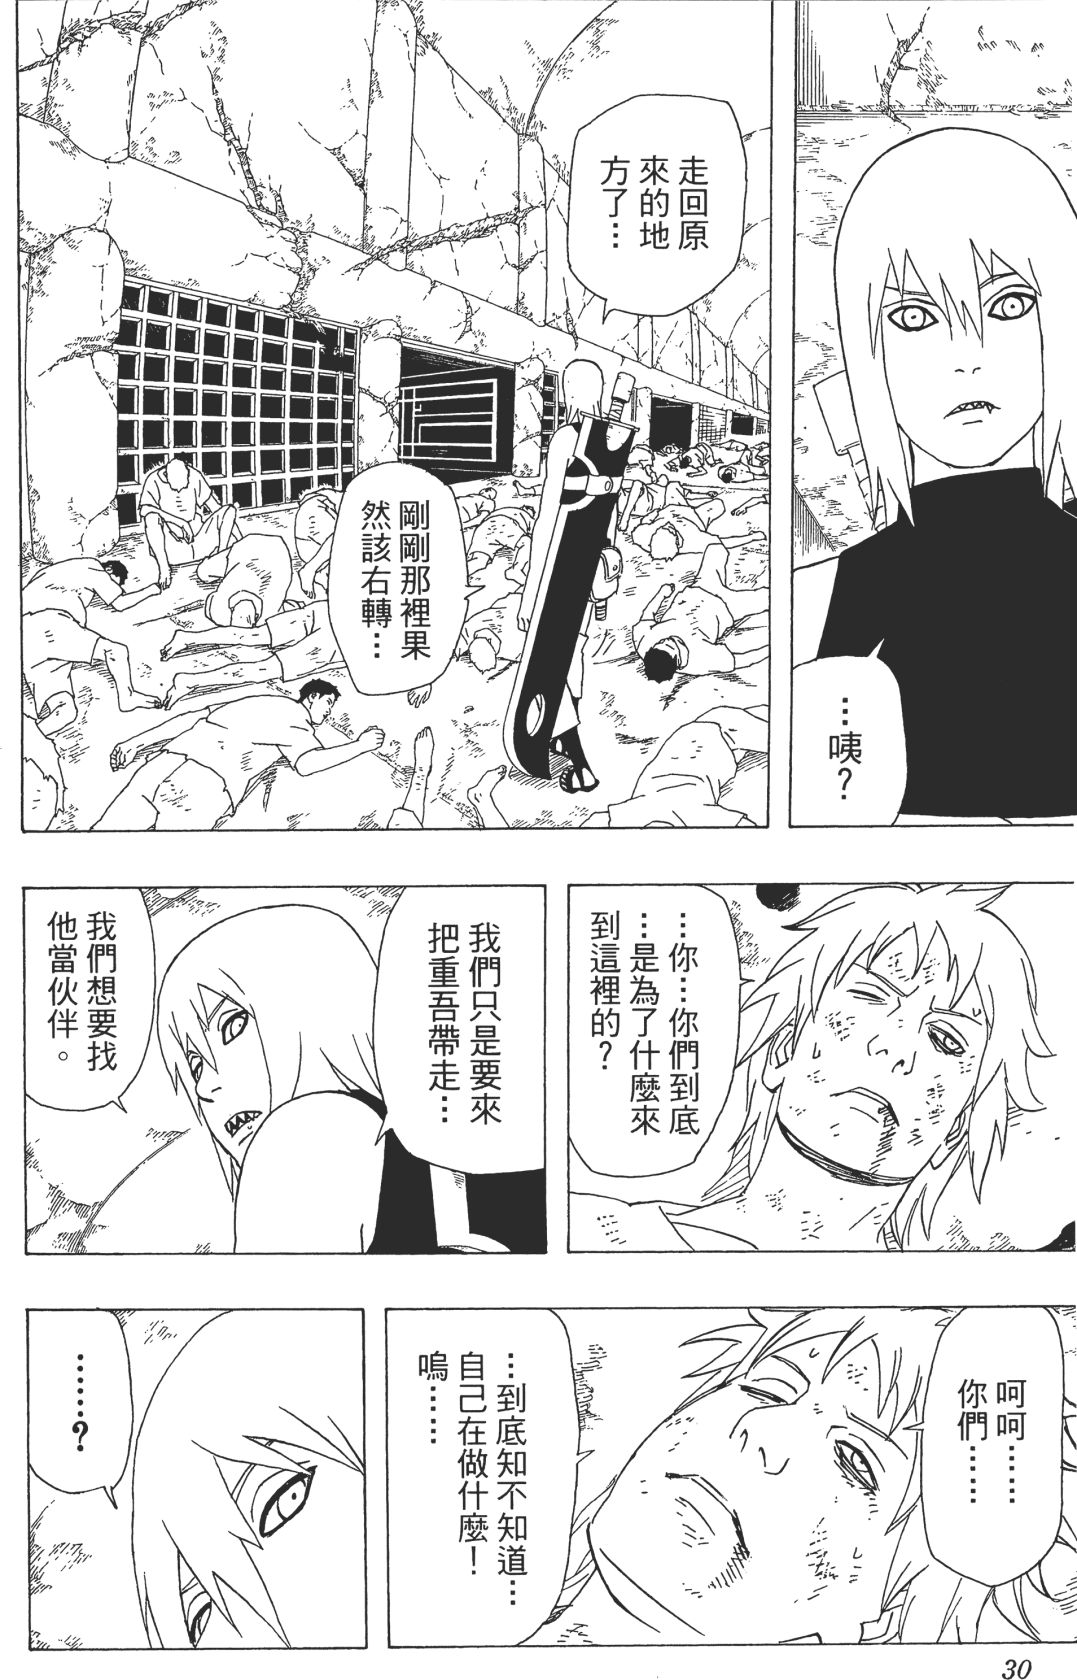 …咦?
走回原
來的地
方了…
剛剛那裡果
然該右轉…
…你…你們到底
…是為了什麼來
到這裡的?
我們只是要來
把重吾帶走…
我們想要找
他當伙伴。
呵呵……
你們……
…到底知不知道…
自己在做什麼!
嗚……
……?
30